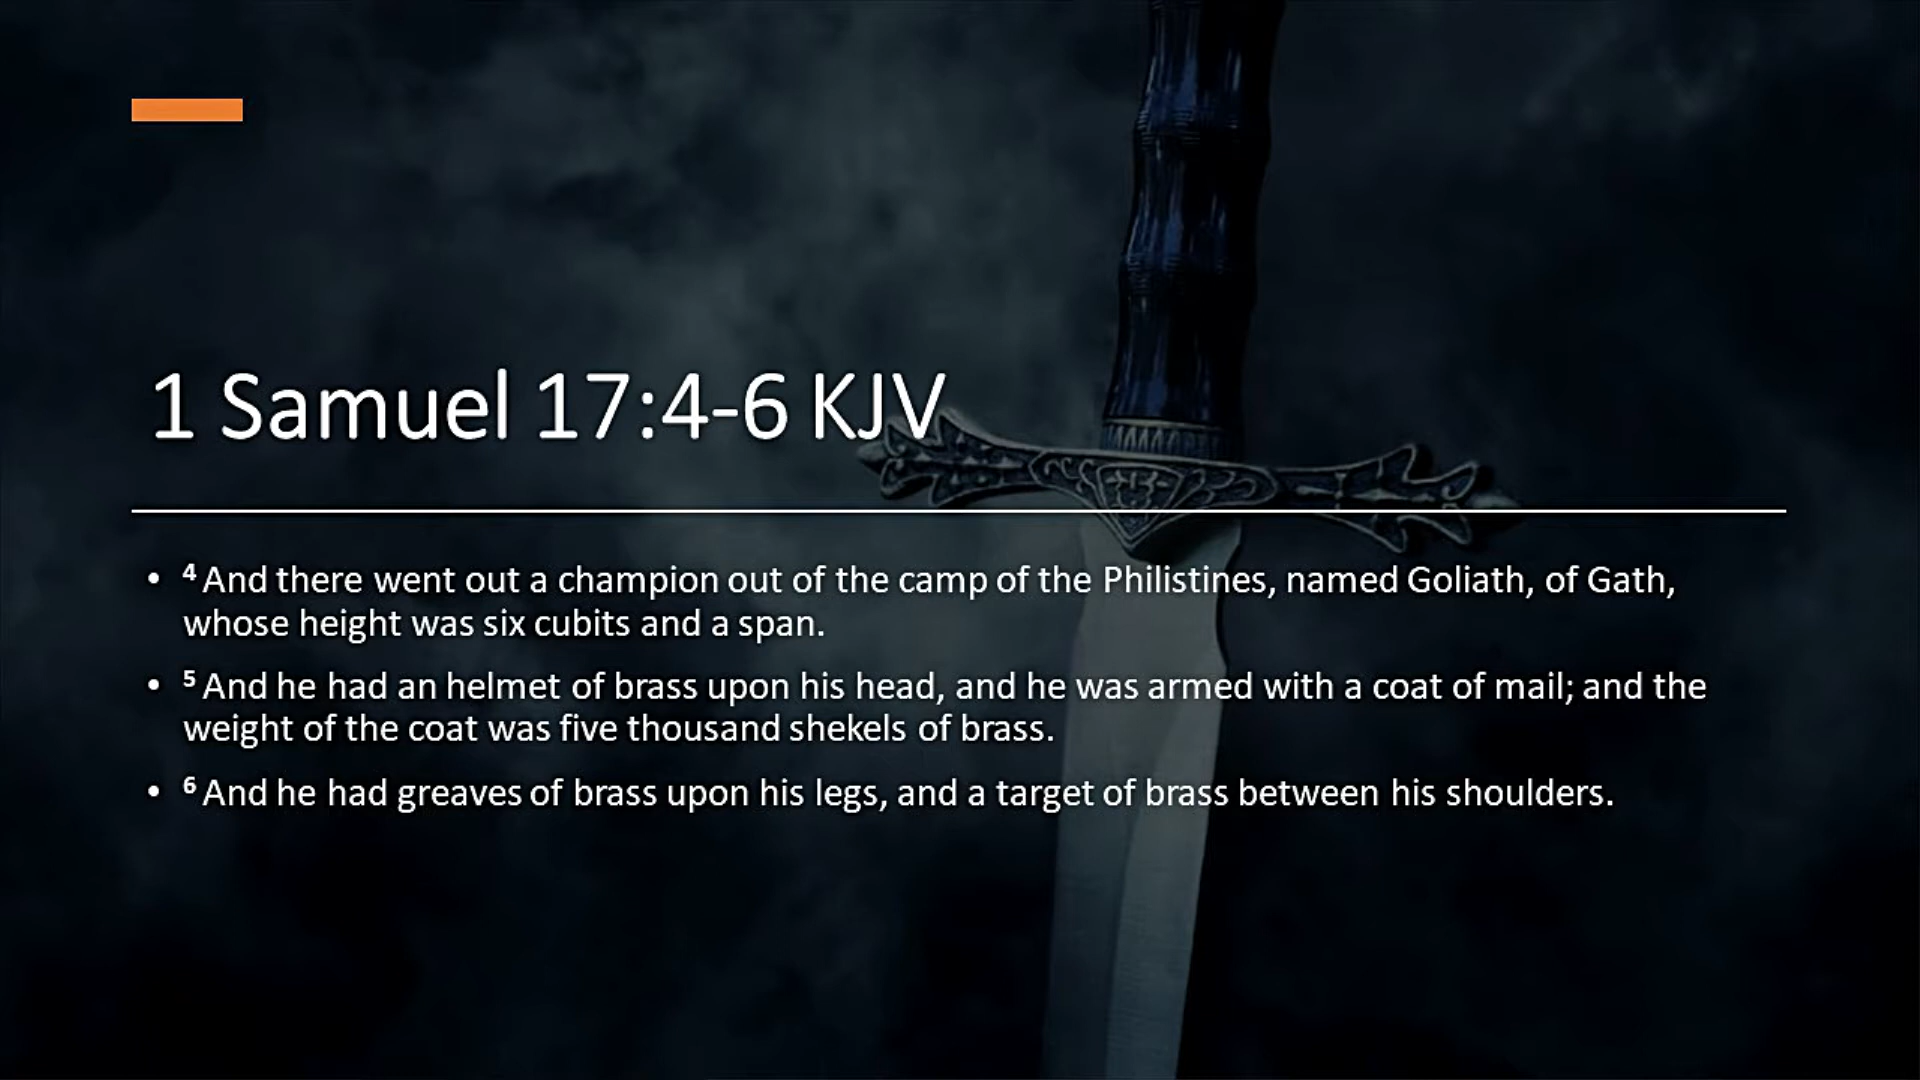 1 Samuel 17:4-6 KJV
• ⁴ And there went out a champion out of the camp of the Philistines, named Goliath, of Gath,
whose height was six cubits and a span.
• ⁵ And he had an helmet of brass upon his head, and he was armed with a coat of mail; and the
weight of the coat was five thousand shekels of brass.
• ⁶ And he had greaves of brass upon his legs, and a target of brass between his shoulders.